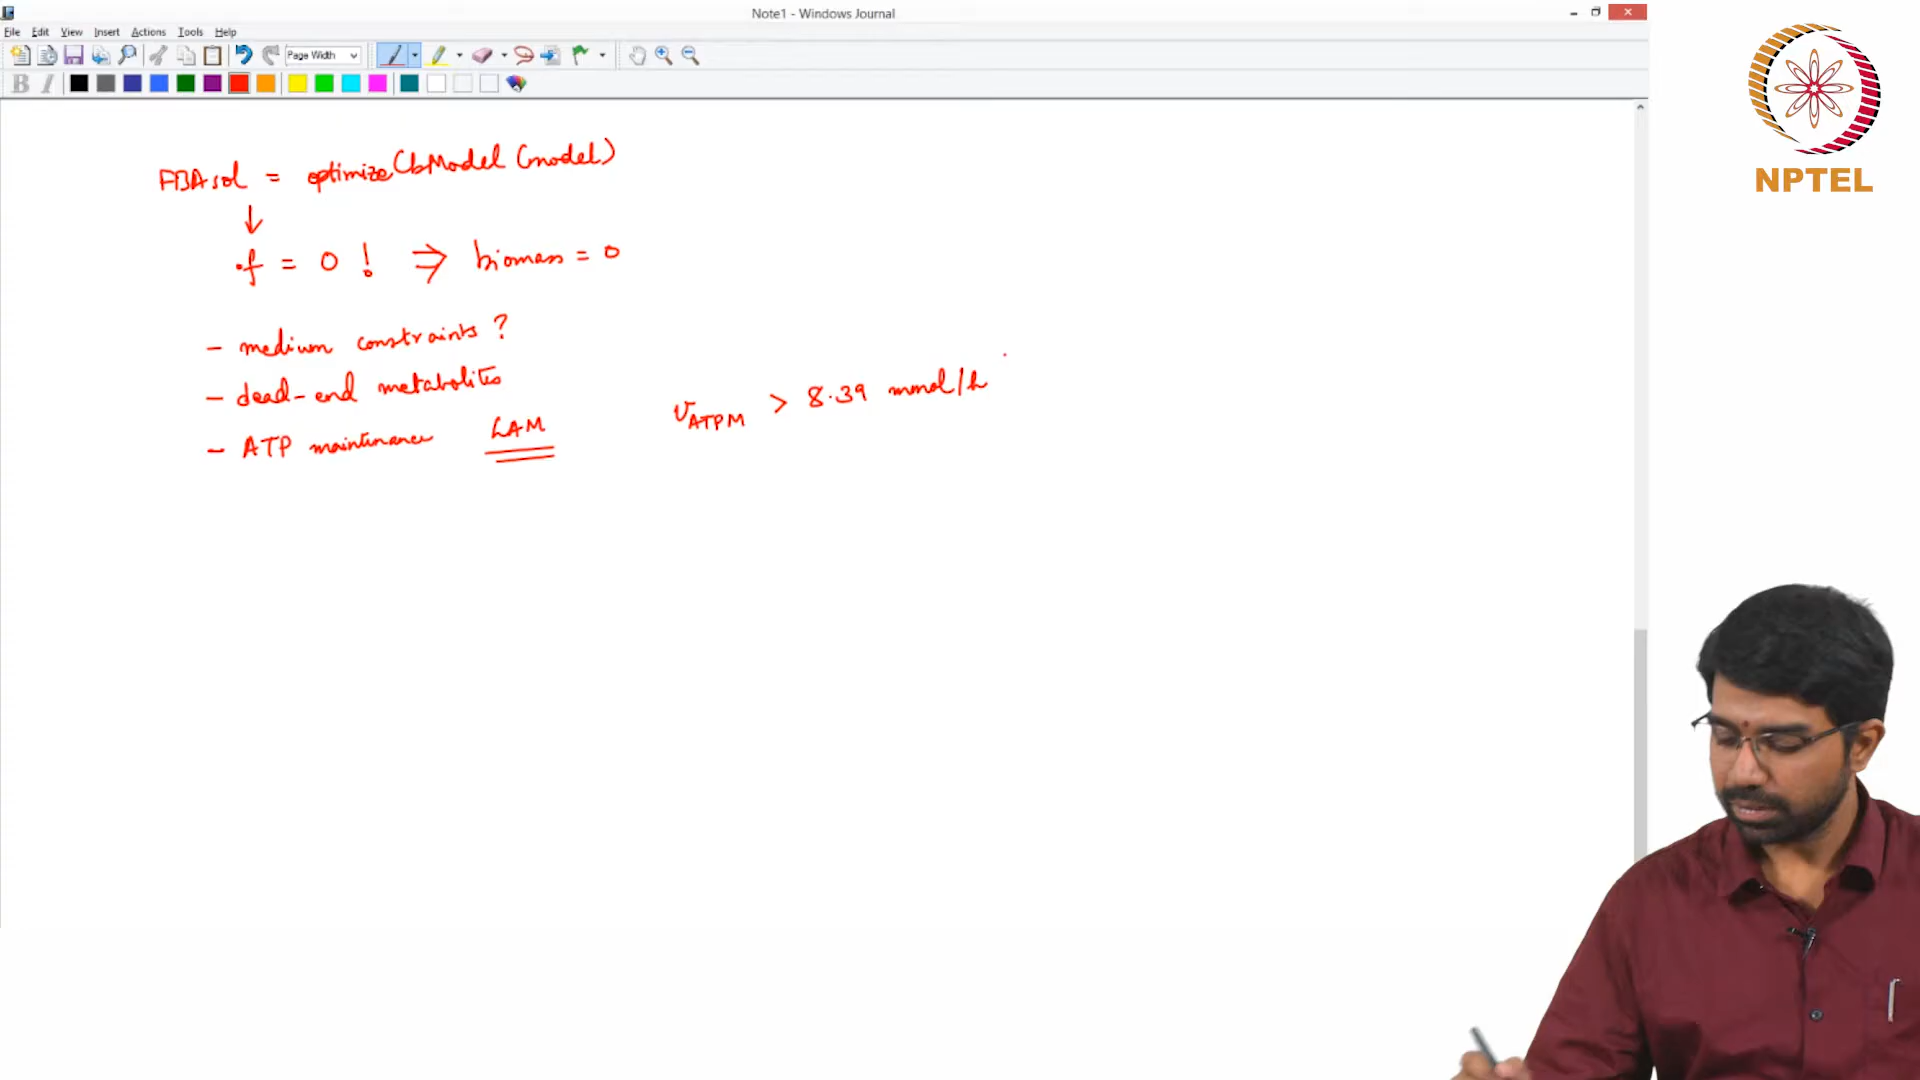 Note1 - Windows Journal
File Edit View Insert Actions Tools Help
Page Width
B I
NPTEL
FBAsol = optimizeCbModel (model)
↓
.f = 0 ! ⇒ biomass = 0
- medium constraints ?
- dead-end metabolites
- ATP maintenance LAM
vATPM > 8.39 mmol/h